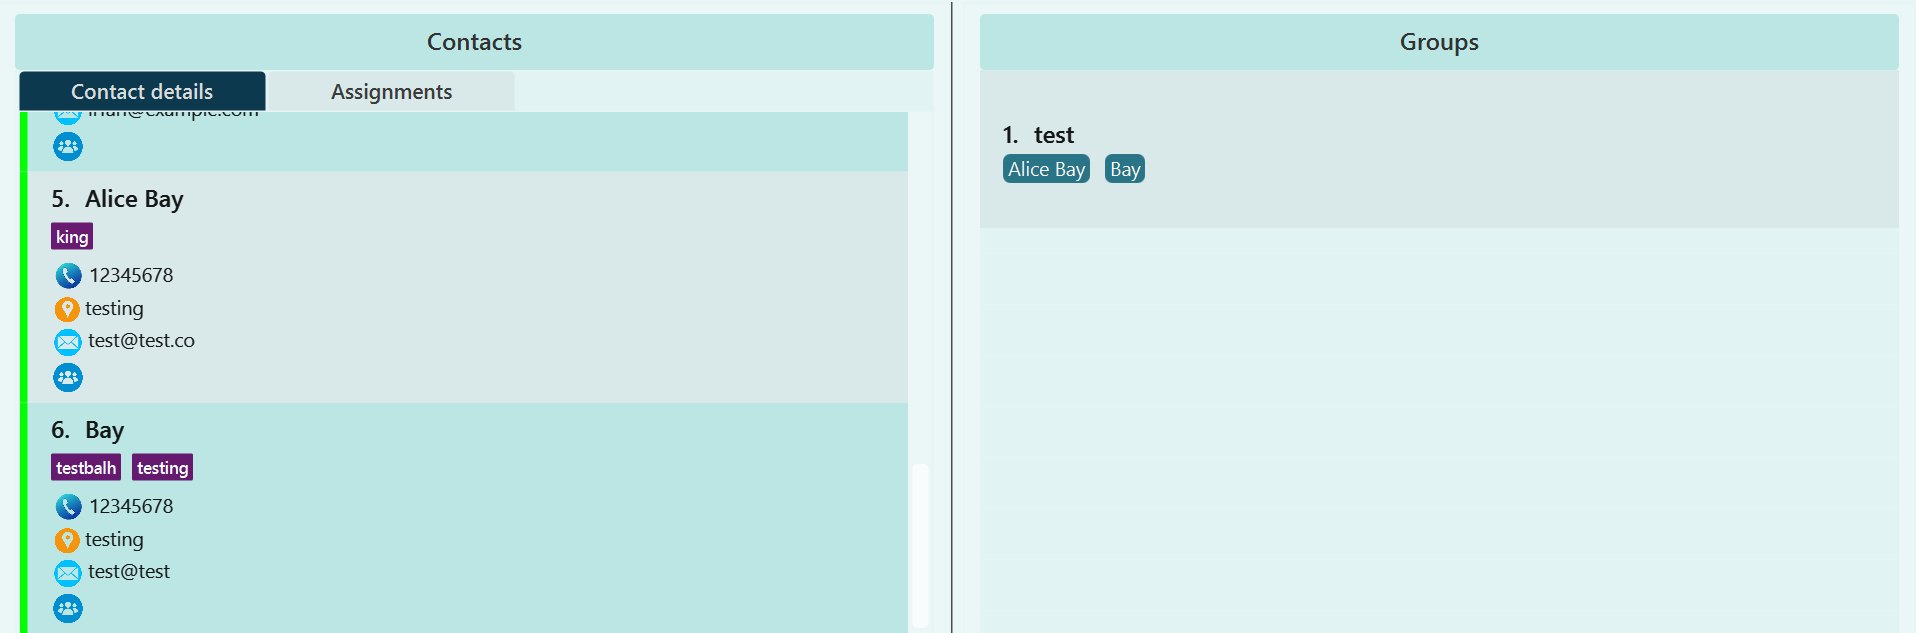 Contacts
Contact details Assignments
5. Alice Bay
king
12345678
testing
test@test.co
6. Bay
testbalh testing
12345678
testing
test@test
Groups
1. test
Alice Bay Bay